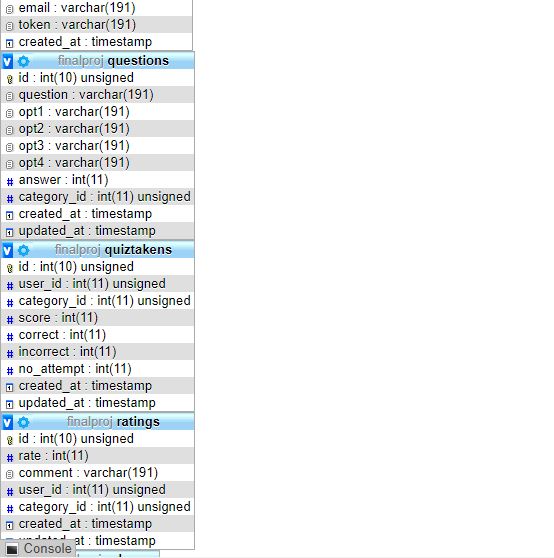 email : varchar(191)
token : varchar(191)
created_at : timestamp
v finalproj questions
id : int(10) unsigned
question : varchar(191)
opt1 : varchar(191)
opt2 : varchar(191)
opt3 : varchar(191)
opt4 : varchar(191)
# answer : int(11)
# category_id : int(11) unsigned
created_at : timestamp
updated_at : timestamp
v finalproj quiztakens
id : int(10) unsigned
# user_id : int(11) unsigned
# category_id : int(11) unsigned
# score : int(11)
# correct : int(11)
# incorrect : int(11)
# no_attempt : int(11)
created_at : timestamp
updated_at : timestamp
v finalproj ratings
id : int(10) unsigned
# rate : int(11)
comment : varchar(191)
# user_id : int(11) unsigned
# category_id : int(11) unsigned
created_at : timestamp
updated_at : timestamp
Console